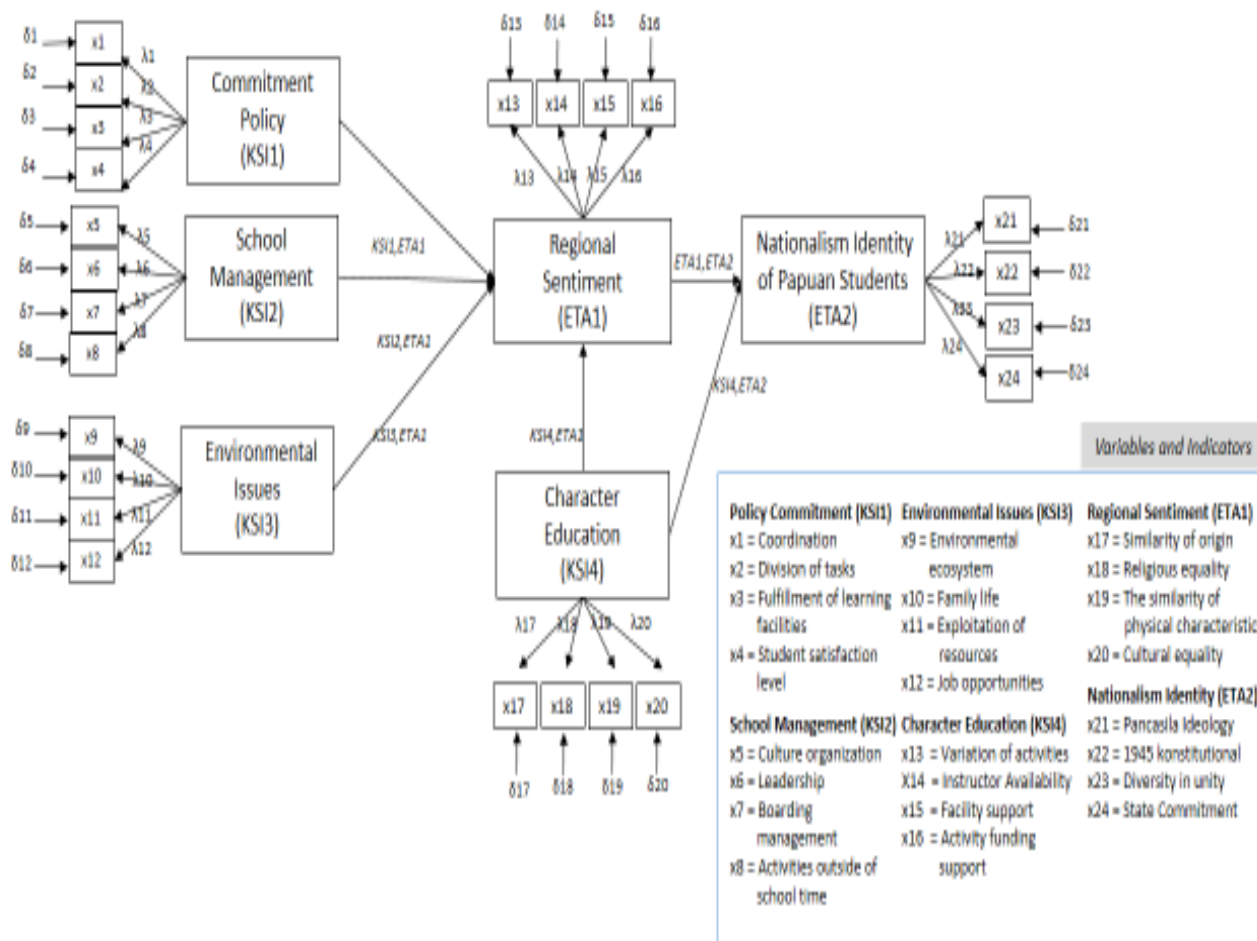 δ1
x1
λ1
δ2
x2
λ2
δ3
x3
λ3
δ4
x4
λ4
Commitment
Policy
(KSI1)
δ5
x5
λ5
δ6
x6
λ6
δ7
x7
λ7
δ8
x8
λ8
School
Management
(KSI2)
δ9
x9
λ9
δ10
x10
λ10
δ11
x11
λ11
δ12
x12
λ12
Environmental
Issues
(KSI3)
KSI1,ETA1
KSI2,ETA1
KSI3,ETA1
δ13
δ14
δ15
δ16
x13
x14
x15
x16
λ13
λ14
λ15
λ16
Regional
Sentiment
(ETA1)
ETA1,ETA2
KSI4,ETA1
KSI4,ETA2
Character
Education
(KSI4)
λ17
λ18
λ19
λ20
x17
x18
x19
x20
δ17
δ18
δ19
δ20
Nationalism Identity
of Papuan Students
(ETA2)
λ21
x21
δ21
λ22
x22
δ22
x23
δ23
λ24
x24
δ24
Variables and Indicators
Policy Commitment (KSI1)
x1 = Coordination
x2 = Division of tasks
x3 = Fulfillment of learning
facilities
x4 = Student satisfaction
level
School Management (KSI2)
x5 = Culture organization
x6 = Leadership
x7 = Boarding
management
x8 = Activities outside of
school time
Environmental Issues (KSI3)
x9 = Environmental
ecosystem
x10 = Family life
x11 = Exploitation of
resources
x12 = Job opportunities
Character Education (KSI4)
x13 = Variation of activities
X14 = Instructor Availability
x15 = Facility support
x16 = Activity funding
support
Regional Sentiment (ETA1)
x17 = Similarity of origin
x18 = Religious equality
x19 = The similarity of
physical characteristic
x20 = Cultural equality
Nationalism Identity (ETA2)
x21 = Pancasila Ideology
x22 = 1945 konstitutional
x23 = Diversity in unity
x24 = State Commitment